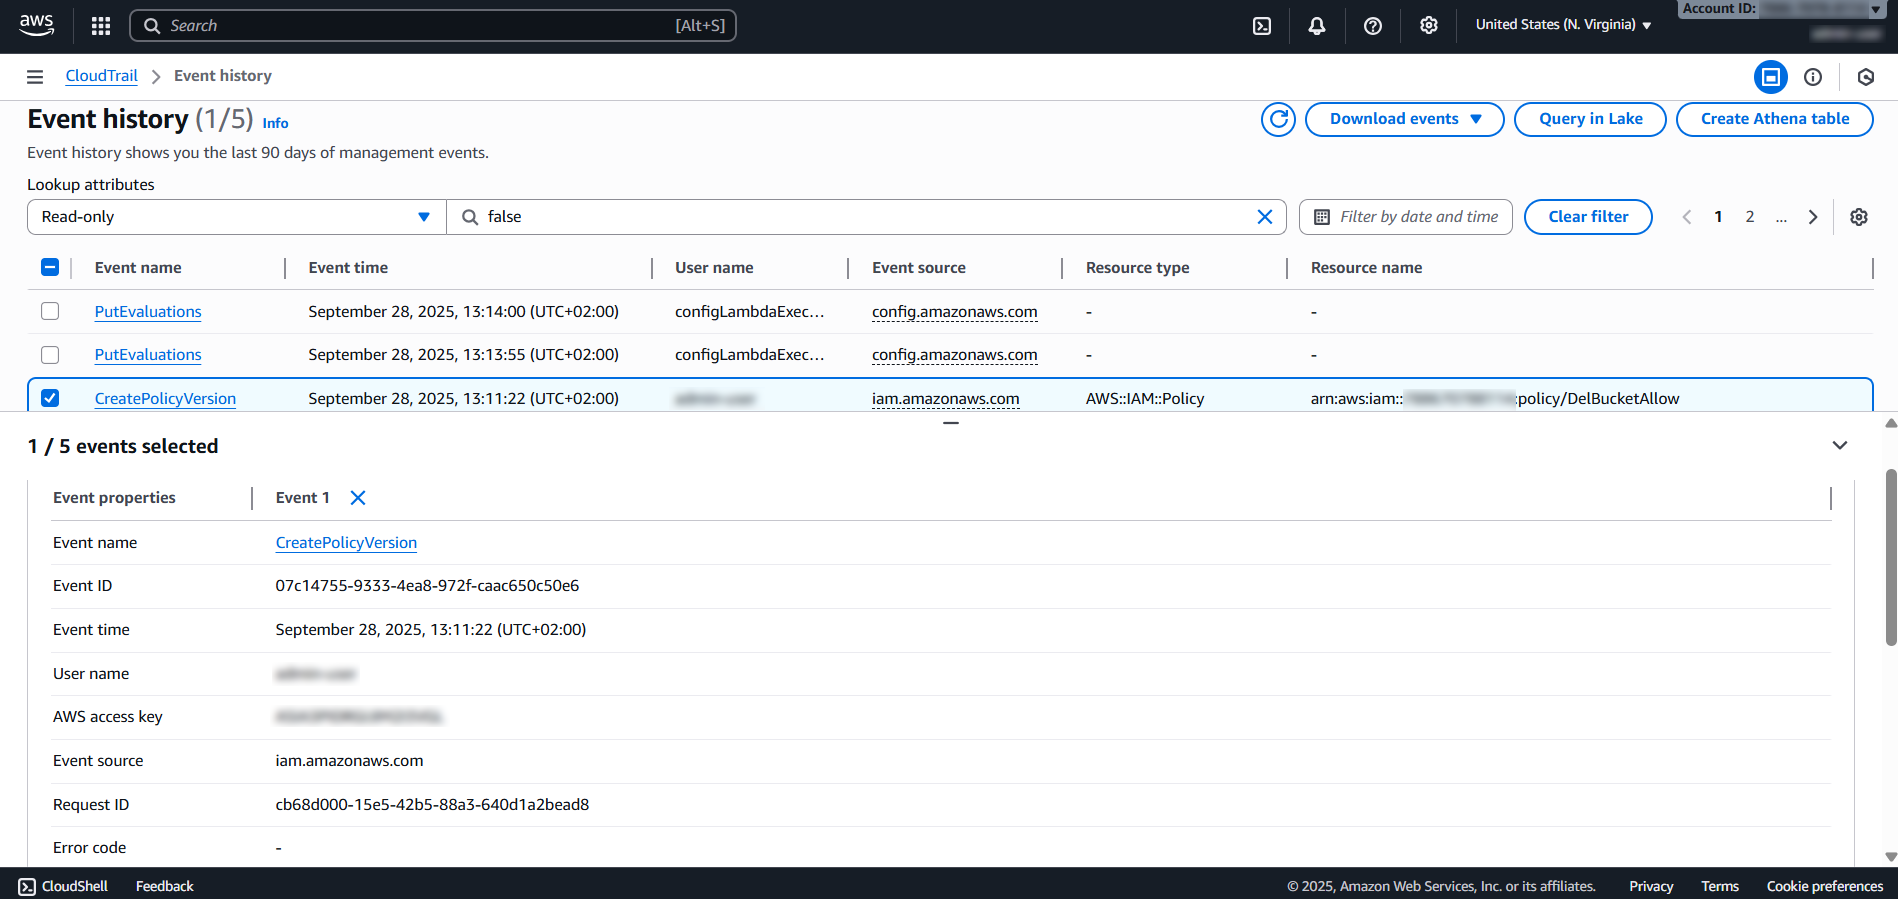 aws
Search [Alt+S]
United States (N. Virginia)
Account ID:
CloudTrail Event history
Event history (1/5) Info
Download events Query in Lake Create Athena table
Event history shows you the last 90 days of management events.
Lookup attributes
Read-only false Filter by date and time Clear filter 1 2 ...
Event name Event time User name Event source Resource type Resource name
PutEvaluations September 28, 2025, 13:14:00 (UTC+02:00) configLambdaExec... config.amazonaws.com - -
PutEvaluations September 28, 2025, 13:13:55 (UTC+02:00) configLambdaExec... config.amazonaws.com - -
CreatePolicyVersion September 28, 2025, 13:11:22 (UTC+02:00) iam.amazonaws.com AWS::IAM::Policy arn:aws:iam:: :policy/DelBucketAllow
1 / 5 events selected
Event properties Event 1
Event name CreatePolicyVersion
Event ID 07c14755-9333-4ea8-972f-caac650c50e6
Event time September 28, 2025, 13:11:22 (UTC+02:00)
User name
AWS access key
Event source iam.amazonaws.com
Request ID cb68d000-15e5-42b5-88a3-640d1a2bead8
Error code -
CloudShell Feedback © 2025, Amazon Web Services, Inc. or its affiliates. Privacy Terms Cookie preferences